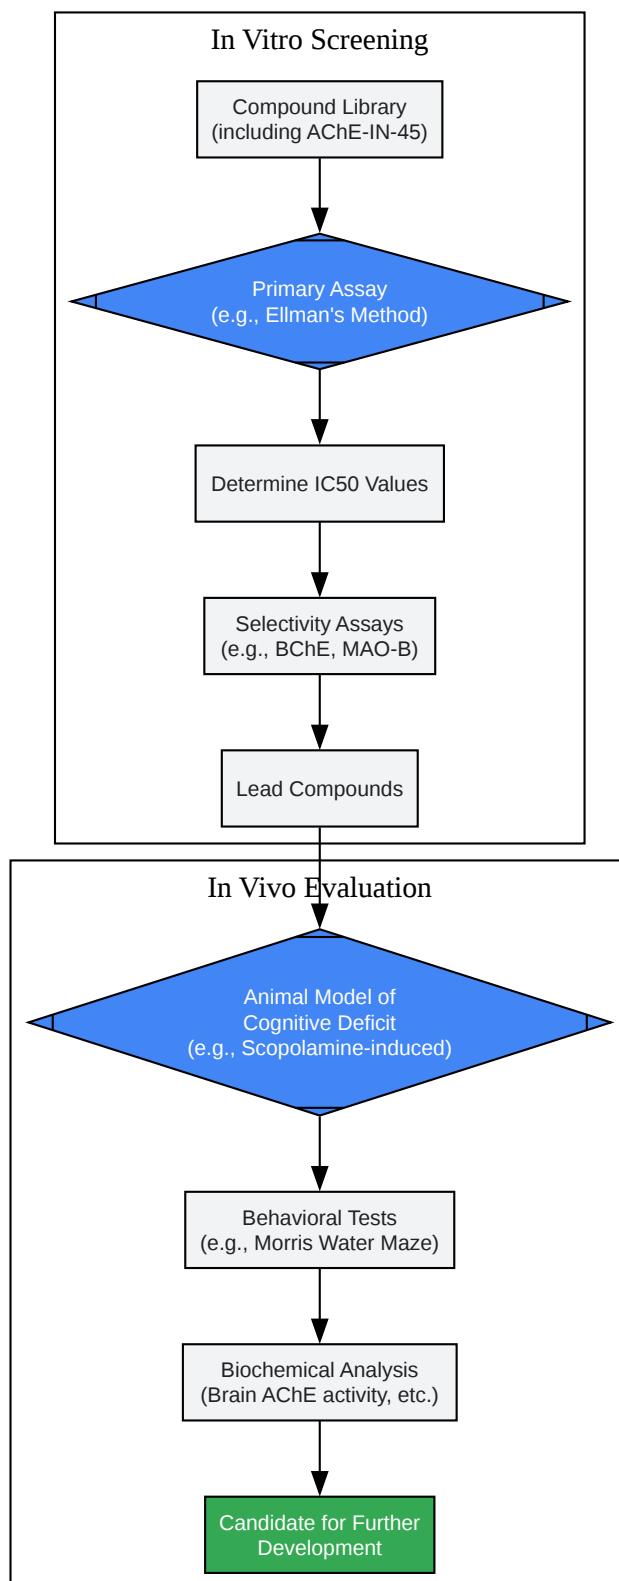 In Vitro Screening
Compound Library
(including AChE-IN-45)
Primary Assay
(e.g., Ellman's Method)
Determine IC50 Values
Selectivity Assays
(e.g., BChE, MAO-B)
Lead Compounds
In Vivo Evaluation
Animal Model of
Cognitive Deficit
(e.g., Scopolamine-induced)
Behavioral Tests
(e.g., Morris Water Maze)
Biochemical Analysis
(Brain AChE activity, etc.)
Candidate for Further
Development